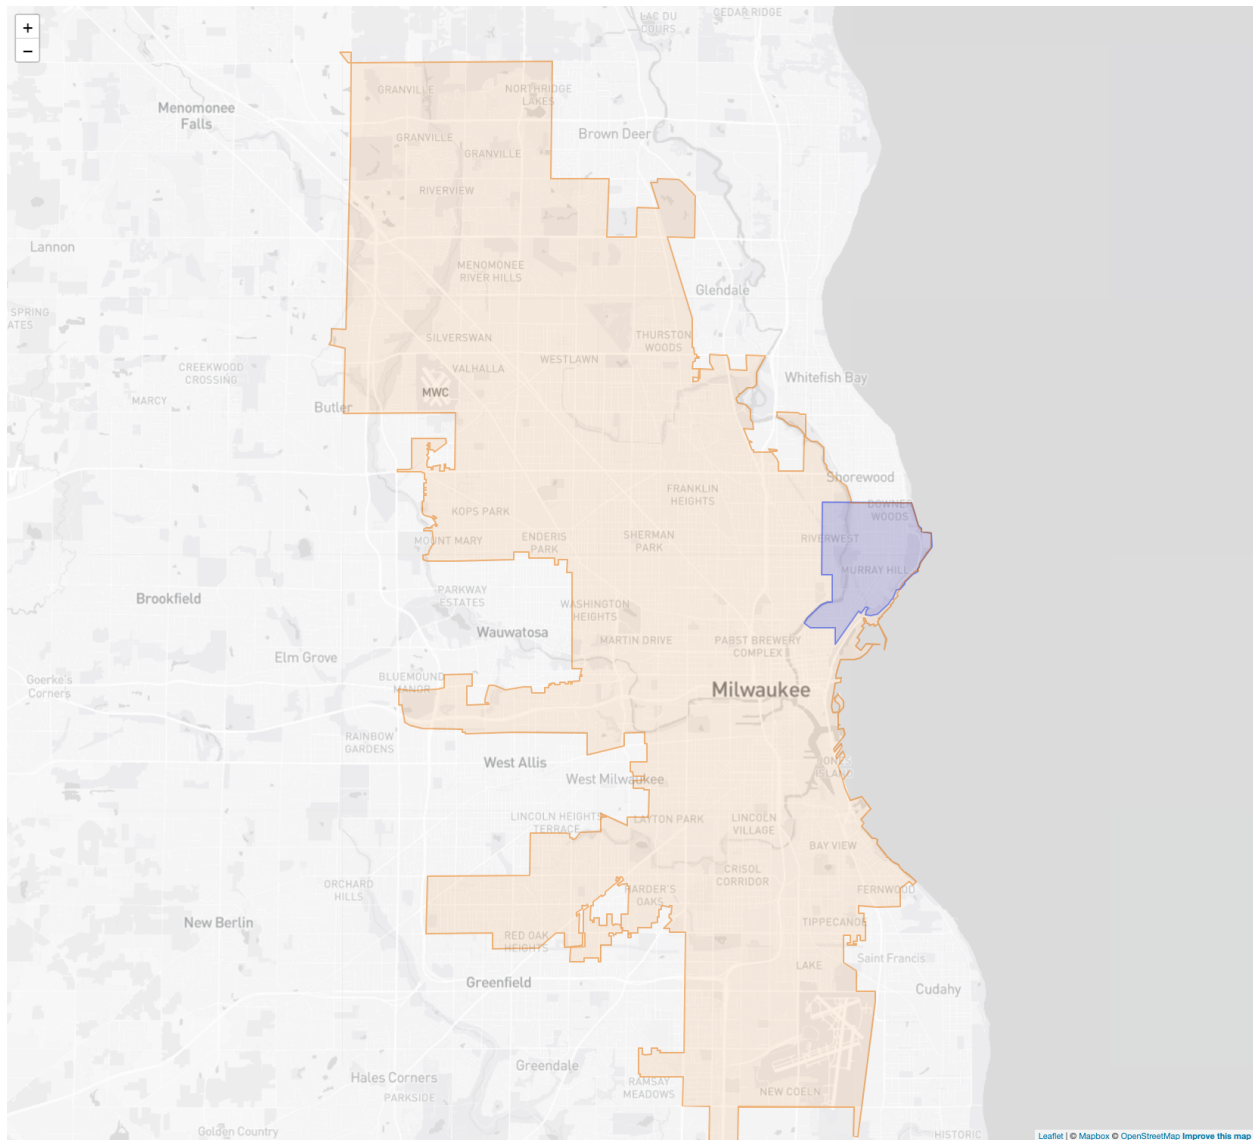 +
−
LAC DU
COURS
CEDAR RIDGE
GRANVILLE
NORTHRIDGE
LAKES
Menomonee
Falls
Brown Deer
GRANVILLE
GRANVILLE
RIVERVIEW
Lannon
MENOMONEE
RIVER HILLS
Glendale
SPRING
ATES
SILVERSWAN
THURSTON
WOODS
WESTLAWN
VALHALLA
CREEKWOOD
CROSSING
Whitefish Bay
MWC
MARCY
Butler
Shorewood
FRANKLIN
HEIGHTS
DOWNER
WOODS
KOPS PARK
MOUNT MARY
ENDERIS
PARK
SHERMAN
PARK
RIVERWEST
MURRAY HILL
PARKWAY
ESTATES
Brookfield
WASHINGTON
HEIGHTS
Wauwatosa
MARTIN DRIVE
PABST BREWERY
COMPLEX
Elm Grove
BLUEMOUND
MANOR
Goerke's
Corners
Milwaukee
RAINBOW
GARDENS
West Allis
West Milwaukee
JONES
ISLAND
LINCOLN HEIGHTS
TERRACE
LAYTON PARK
LINCOLN
VILLAGE
BAY VIEW
CRISOL
CORRIDOR
ORCHARD
HILLS
HARDER'S
OAKS
FERNWOOD
New Berlin
TIPPECANOE
RED OAK
HEIGHTS
Saint Francis
LAKE
Greenfield
Cudahy
Greendale
Hales Corners
PARKSIDE
RAMSAY
MEADOWS
NEW COELN
Golden Country
HISTORIC
Leaflet | © Mapbox © OpenStreetMap Improve this map